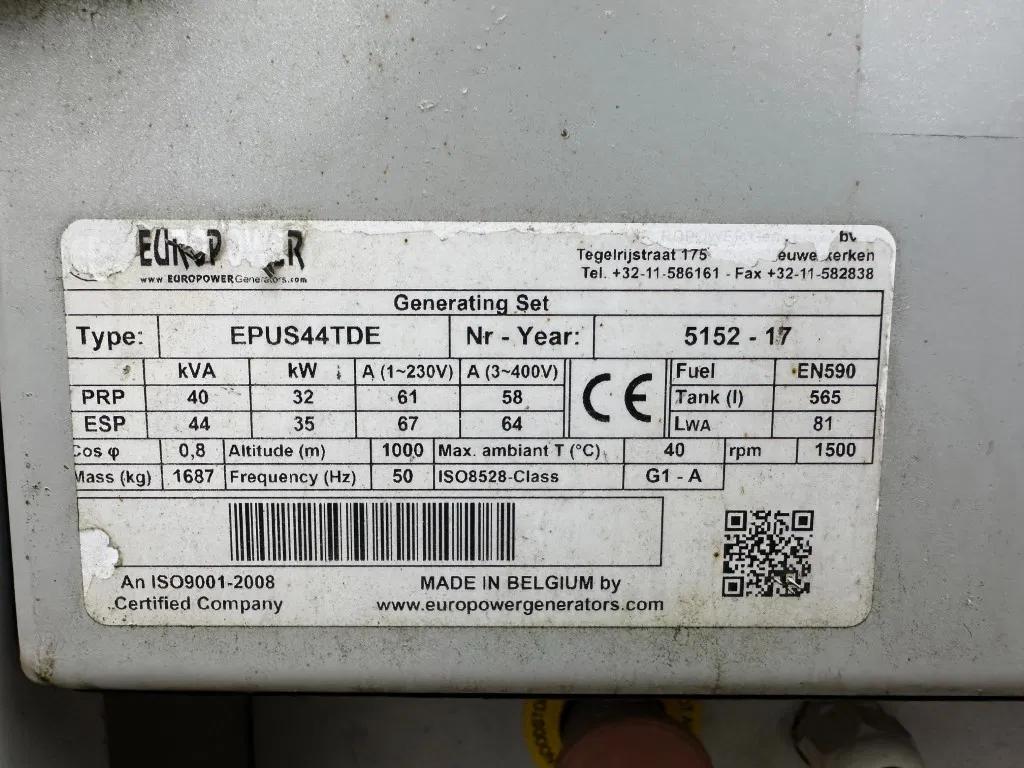 EUROPOWER
www.EUROPOWERGenerators.com
bv
Tegelrijstraat 175
Tel. +32-11-586161 - Fax +32-11-582838
Generating Set
Type: EPUS44TDE Nr - Year: 5152 - 17
kVA kW A (1~230V) A (3~400V) CE Fuel EN590
PRP 40 32 61 58 Tank (l) 565
ESP 44 35 67 64 LWA 81
Cos φ 0,8 Altitude (m) 1000 Max. ambiant T (°C) 40 rpm 1500
Mass (kg) 1687 Frequency (Hz) 50 ISO8528-Class G1 - A
An ISO9001-2008
Certified Company
MADE IN BELGIUM by
www.europowergenerators.com